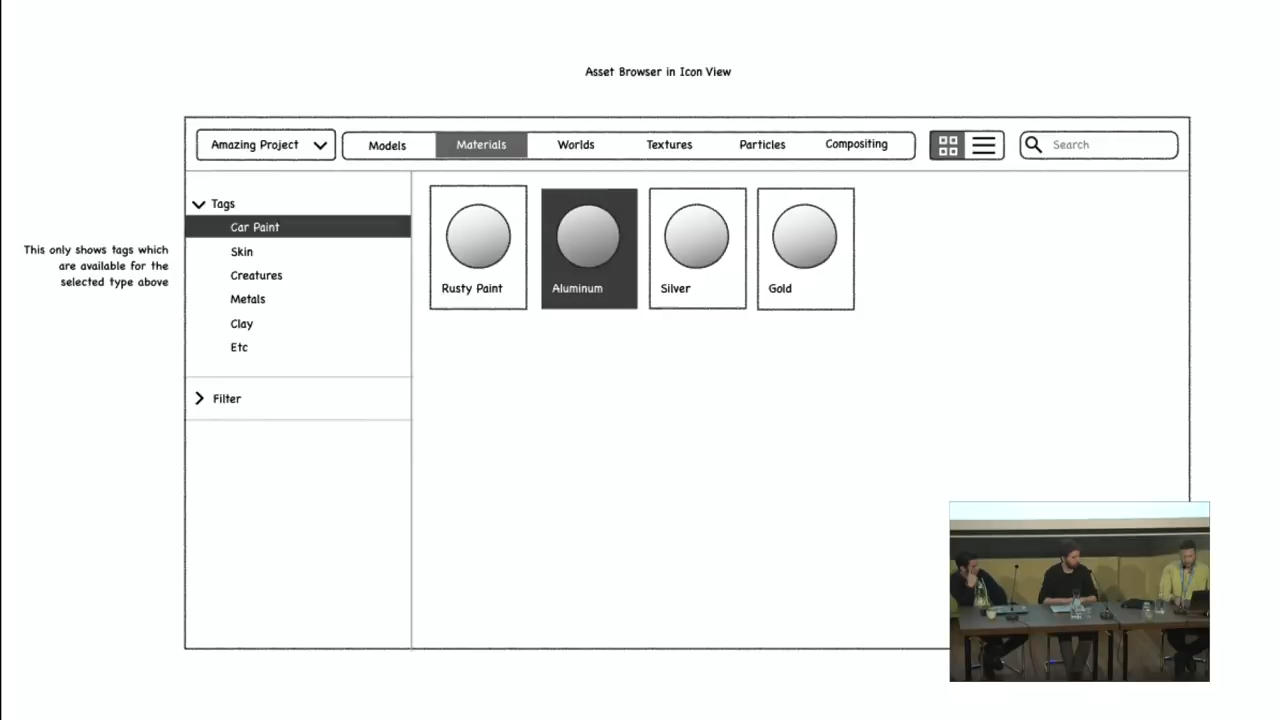 Asset Browser in Icon View
Amazing Project
Models
Materials
Worlds
Textures
Particles
Compositing
Search
Tags
Car Paint
Skin
Creatures
Metals
Clay
Etc
Filter
This only shows tags which
are available for the
selected type above
Rusty Paint
Aluminum
Silver
Gold